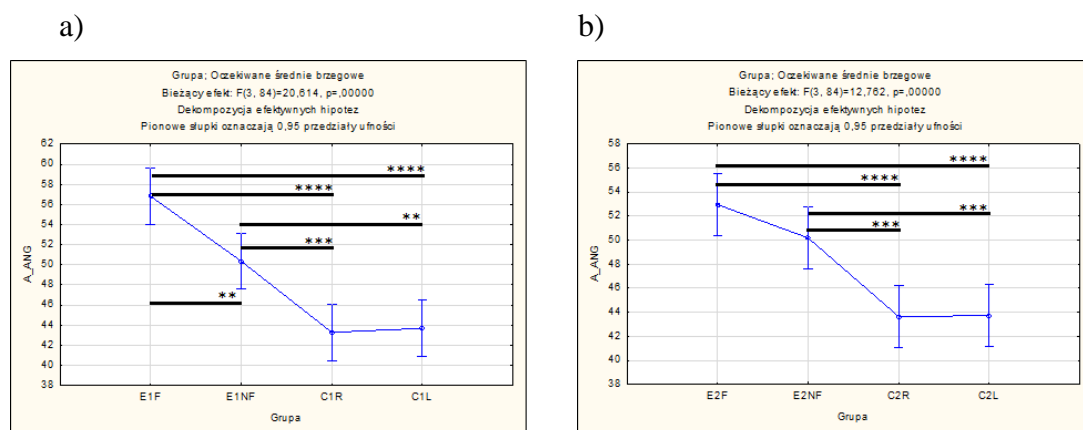 a)
Grupa; Oczekiwane średnie brzegowe
Bieżący efekt: F(3, 84)=20,614, p=,00000
Dekompozycja efektywnych hipotez
Pionowe słupki oznaczają 0,95 przedziały ufności
62
60
58
56
54
52
50
48
46
44
42
40
38
A_ANG
****
****
**
***
**
E1F E1NF C1R C1L
Grupa
b)
Grupa; Oczekiwane średnie brzegowe
Bieżący efekt: F(3, 84)=12,762, p=,00000
Dekompozycja efektywnych hipotez
Pionowe słupki oznaczają 0,95 przedziały ufności
58
56
54
52
50
48
46
44
42
40
38
A_ANG
****
****
***
***
E2F E2NF C2R C2L
Grupa